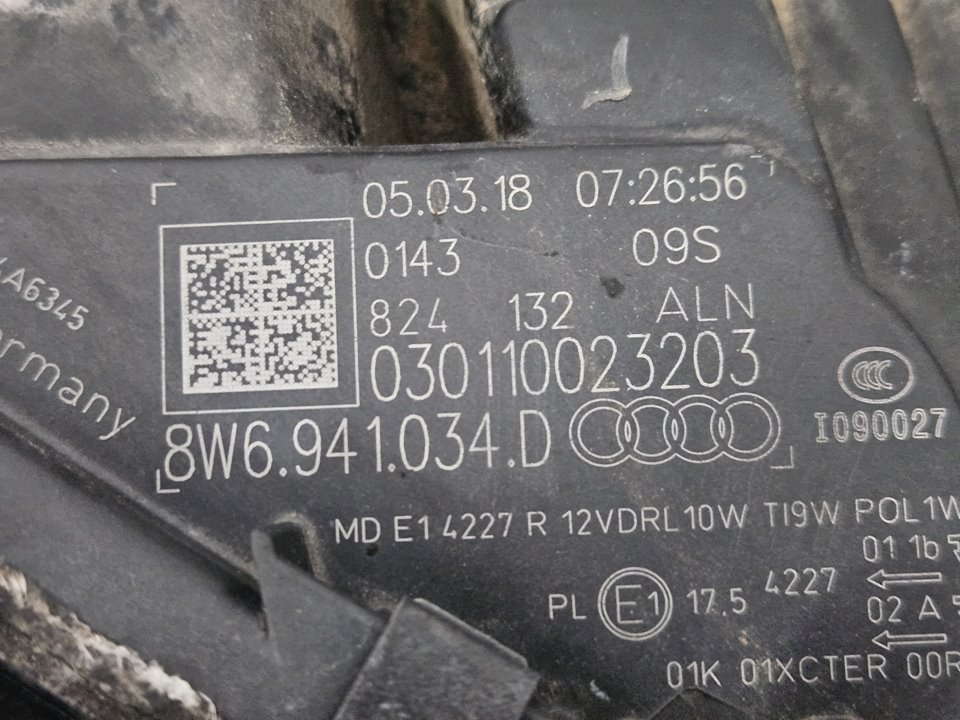 05.03.18 07:26:56
0143 09S
824 132 ALN
030110023203
8W6.941.034.D
A6345
CCC
I090027
MD E1 4227 R 12VDRL10W TI9W POL1W
01 1b
PL E1 17.5 4227
02 A
01K 01XCTER 00R